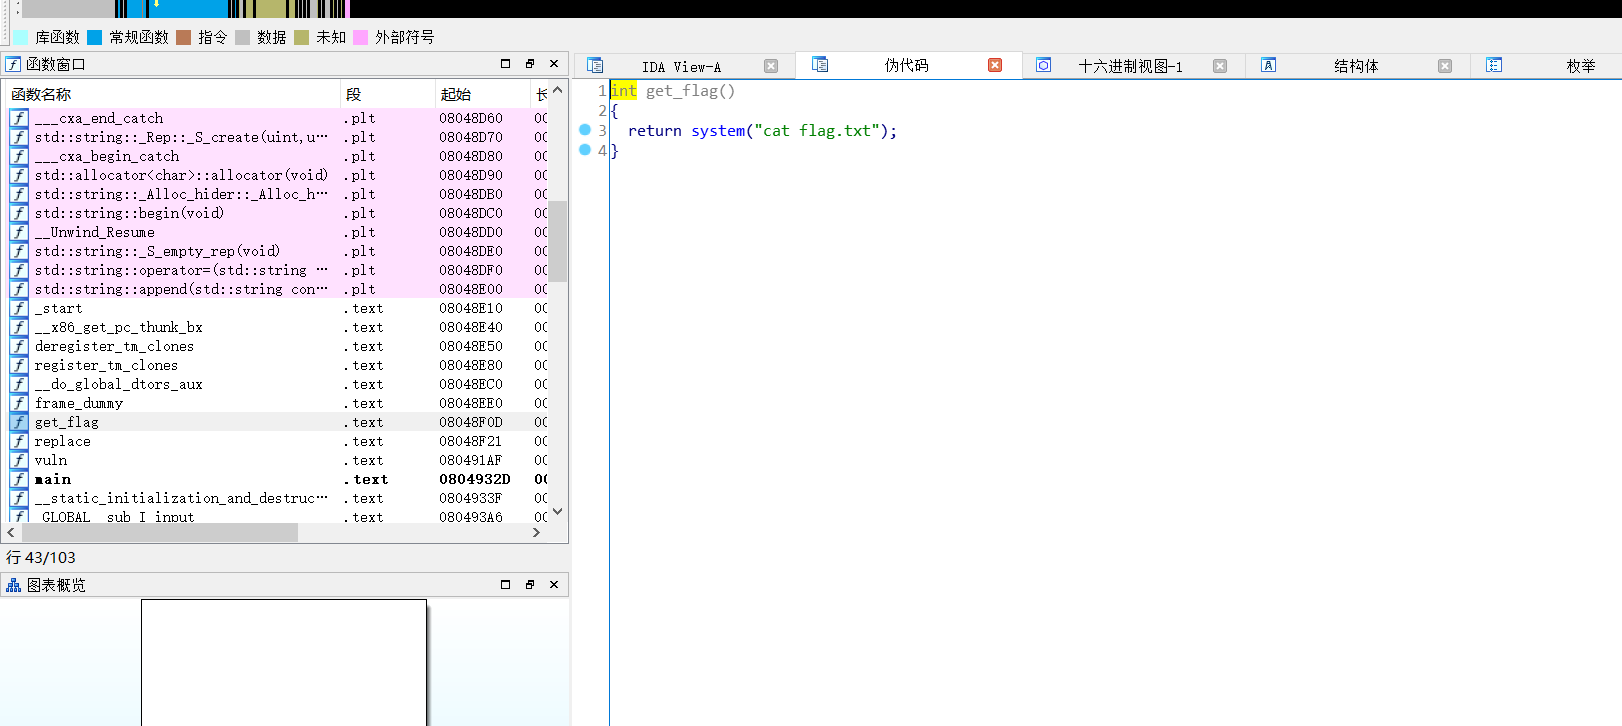 库函数 常规函数 指令 数据 未知 外部符号
函数窗口
函数名称 段 起始 长
___cxa_end_catch .plt 08048D60 00
std::string::_Rep::_S_create(uint,u… .plt 08048D70 00
___cxa_begin_catch .plt 08048D80 00
std::allocator<char>::allocator(void) .plt 08048D90 00
std::string::_Alloc_hider::_Alloc_h… .plt 08048DB0 00
std::string::begin(void) .plt 08048DC0 00
__Unwind_Resume .plt 08048DD0 00
std::string::_S_empty_rep(void) .plt 08048DE0 00
std::string::operator=(std::string … .plt 08048DF0 00
std::string::append(std::string con… .plt 08048E00 00
_start .text 08048E10 00
__x86_get_pc_thunk_bx .text 08048E40 00
deregister_tm_clones .text 08048E50 00
register_tm_clones .text 08048E80 00
__do_global_dtors_aux .text 08048EC0 00
frame_dummy .text 08048EE0 00
get_flag .text 08048F0D 00
replace .text 08048F21 00
vuln .text 080491AF 00
main .text 0804932D 00
__static_initialization_and_destruc… .text 0804933F 00
_GLOBAL__sub_I_input .text 080493A6 00
行 43/103
图表概览
IDA View-A 伪代码 十六进制视图-1 结构体 枚举
1 int get_flag()
2 {
3 return system("cat flag.txt");
4 }